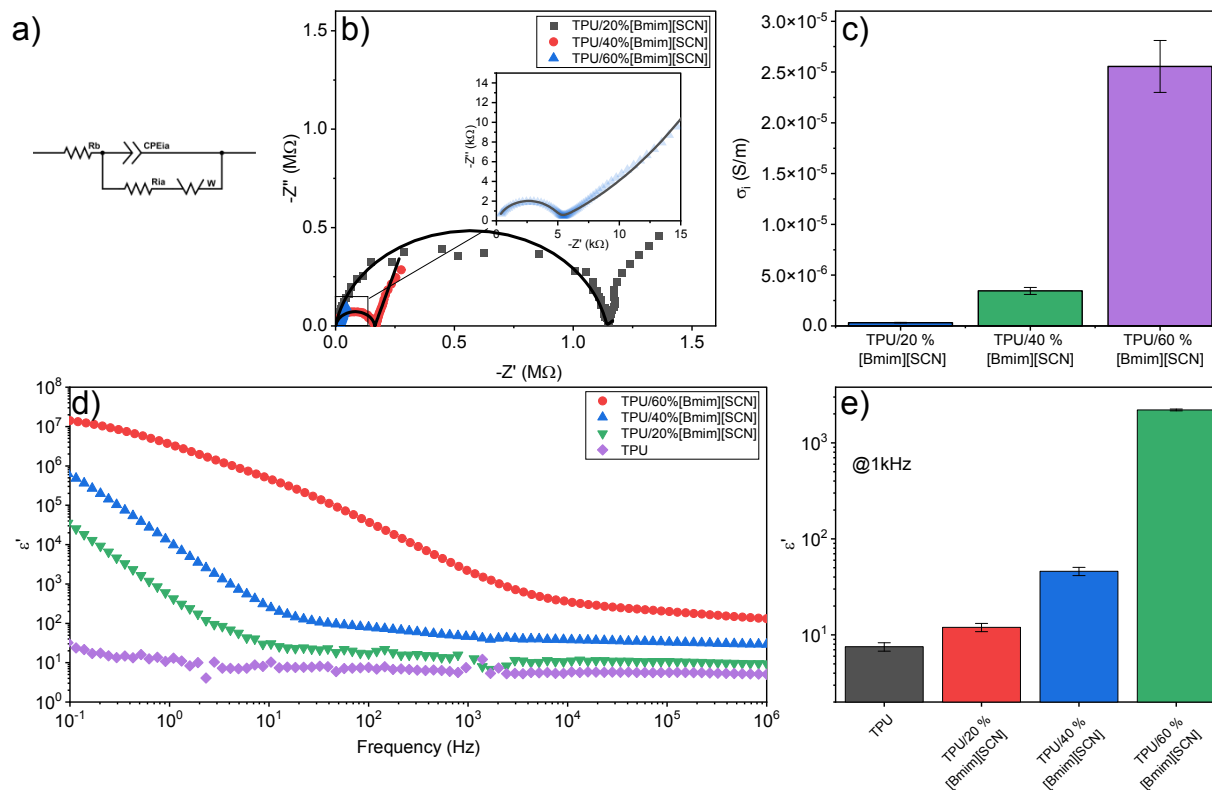 a)
Rb
CPEia
Ria
W
b)
TPU/20%[Bmim][SCN]
TPU/40%[Bmim][SCN]
TPU/60%[Bmim][SCN]
1.5
1.0
0.5
0.0
-Z" (MΩ)
0.0
0.5
1.0
1.5
-Z' (MΩ)
14
12
10
8
6
4
2
0
-Z" (kΩ)
0
5
10
15
-Z' (kΩ)
c)
3.0×10⁻⁵
2.5×10⁻⁵
2.0×10⁻⁵
1.5×10⁻⁵
1.0×10⁻⁵
5.0×10⁻⁶
0.0
σᵢ (S/m)
TPU/20 %
[Bmim][SCN]
TPU/40 %
[Bmim][SCN]
TPU/60 %
[Bmim][SCN]
d)
TPU/60%[Bmim][SCN]
TPU/40%[Bmim][SCN]
TPU/20%[Bmim][SCN]
TPU
10⁸
10⁷
10⁶
10⁵
10⁴
10³
10²
10¹
10⁰
ε'
10⁻¹
10⁰
10¹
10²
10³
10⁴
10⁵
10⁶
Frequency (Hz)
e)
@1kHz
10³
10²
10¹
ε'
TPU
TPU/20 %
[Bmim][SCN]
TPU/40 %
[Bmim][SCN]
TPU/60 %
[Bmim][SCN]